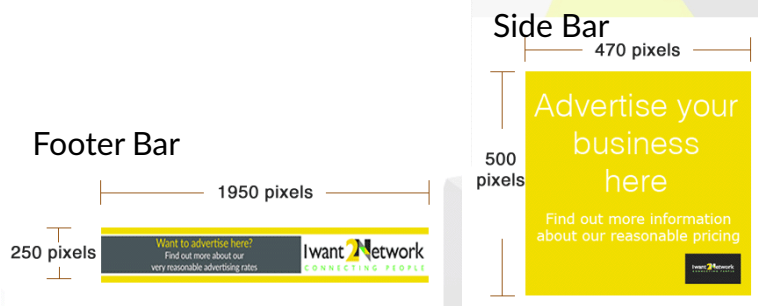 Footer Bar
1950 pixels
250 pixels
Want to advertise here?
Find out more about our
very reasonable advertising rates
Iwant2Network
CONNECTING PEOPLE
Side Bar
470 pixels
500
pixels
Advertise your
business
here
Find out more information
about our reasonable pricing
Iwant2Network